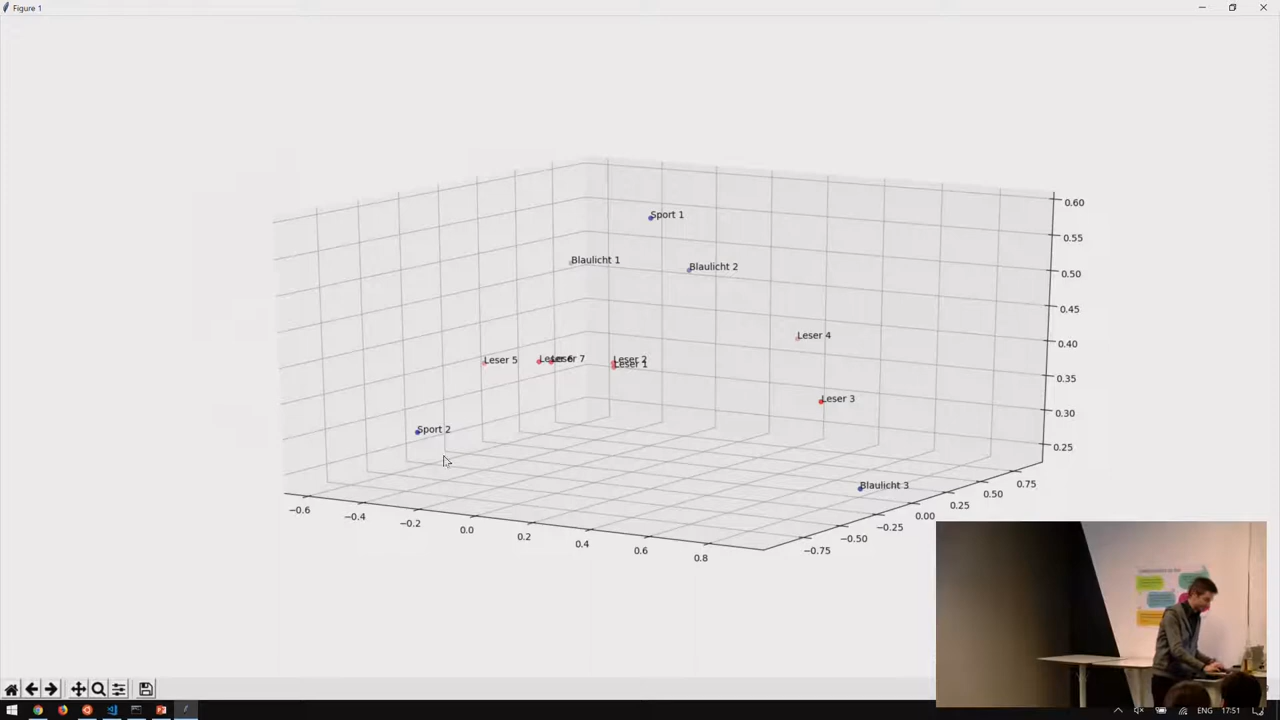 Figure 1
0.60
Sport 1
0.55
Blaulicht 1
Blaulicht 2
0.50
0.45
Leser 4
0.40
Leser 5
Leser 6
Leser 7
Leser 2
Leser 1
0.35
Leser 3
0.30
Sport 2
0.25
Blaulicht 3
0.75
0.50
0.25
0.00
−0.25
−0.50
−0.75
−0.6
−0.4
−0.2
0.0
0.2
0.4
0.6
0.8
ENG
17:51